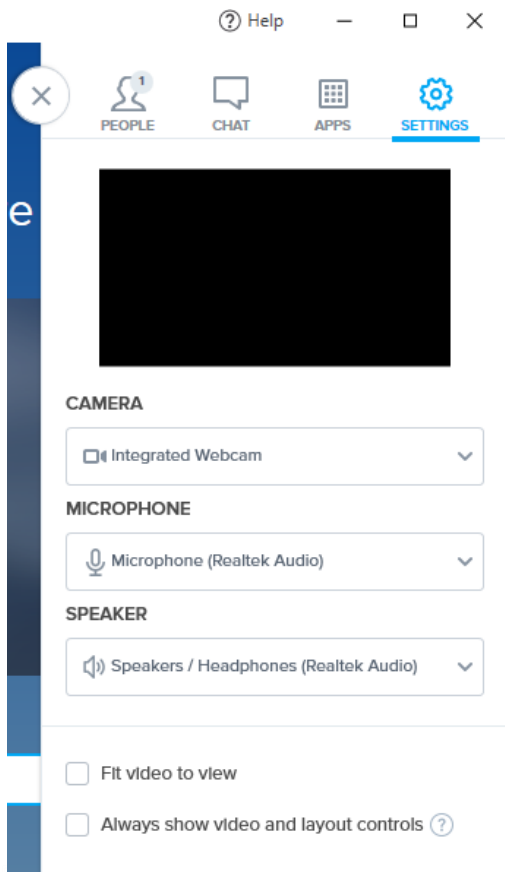 Help
1
PEOPLE
CHAT
APPS
SETTINGS
e
CAMERA
Integrated Webcam
MICROPHONE
Microphone (Realtek Audio)
SPEAKER
Speakers / Headphones (Realtek Audio)
Fit video to view
Always show video and layout controls ?